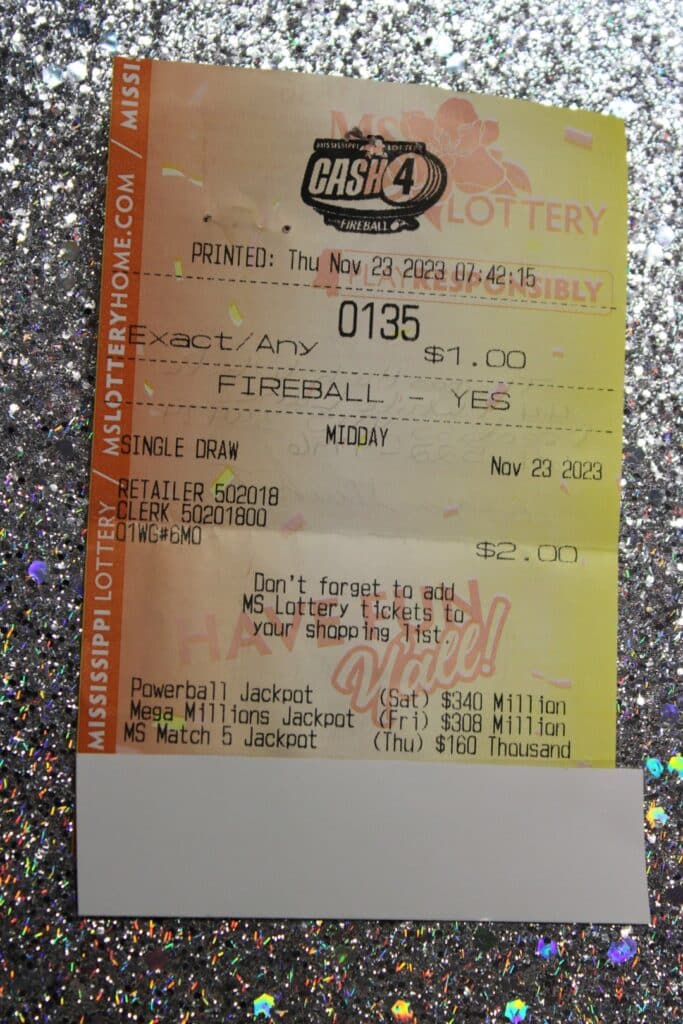 MISSISSIPPI LOTTERY / MSLOTTERYHOME.COM / MISSI
MS
LOTTERY
MISSISSIPPI LOTTERY
CASH 4
FIREBALL
PRINTED: Thu Nov 23 2023 07:42:15
PLAY RESPONSIBLY
0135
Exact/Any $1.00
FIREBALL - YES
MIDDAY
SINGLE DRAW Nov 23 2023
RETAILER 502018
CLERK 50201800
01WG#6MO
$2.00
Don't forget to add
MS Lottery tickets to
your shopping list.
HAVE FUN
Y'all!
Powerball Jackpot (Sat) $340 Million
Mega Millions Jackpot (Fri) $308 Million
MS Match 5 Jackpot (Thu) $160 Thousand